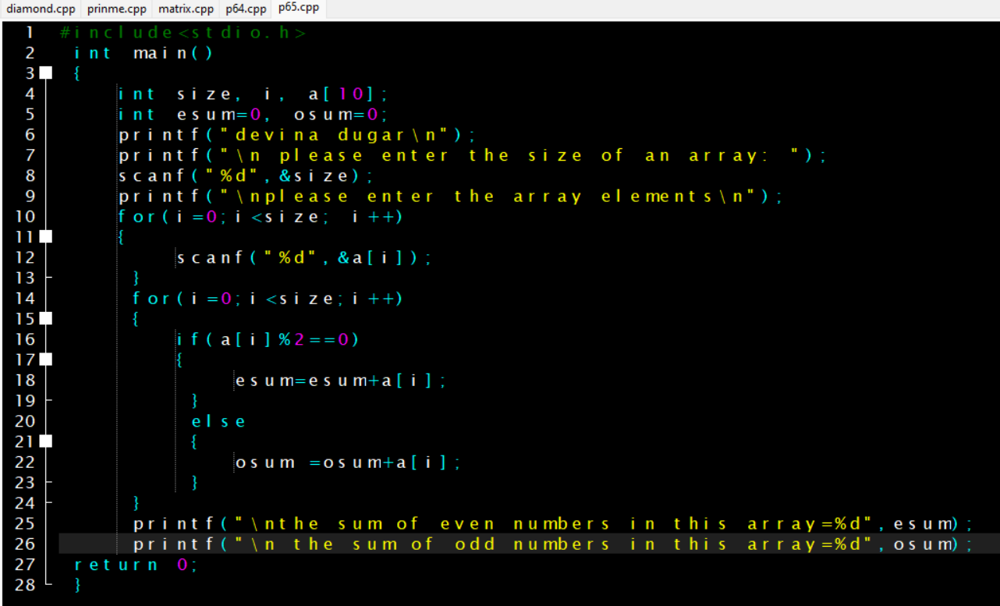 diamond.cpp prinme.cpp matrix.cpp p64.cpp p65.cpp
1 #include<stdio.h>
2 int main()
3 {
4 int size, i, a[10];
5 int esum=0, osum=0;
6 printf("devina dugar\n");
7 printf("\n please enter the size of an array: ");
8 scanf("%d",&size);
9 printf("\nplease enter the array elements\n");
10 for(i=0;i<size; i++)
11 {
12 scanf("%d",&a[i]);
13 }
14 for(i=0;i<size;i++)
15 {
16 if(a[i]%2==0)
17 {
18 esum=esum+a[i];
19 }
20 else
21 {
22 osum =osum+a[i];
23 }
24 }
25 printf("\nthe sum of even numbers in this array=%d",esum);
26 printf("\n the sum of odd numbers in this array=%d",osum);
27 return 0;
28 }